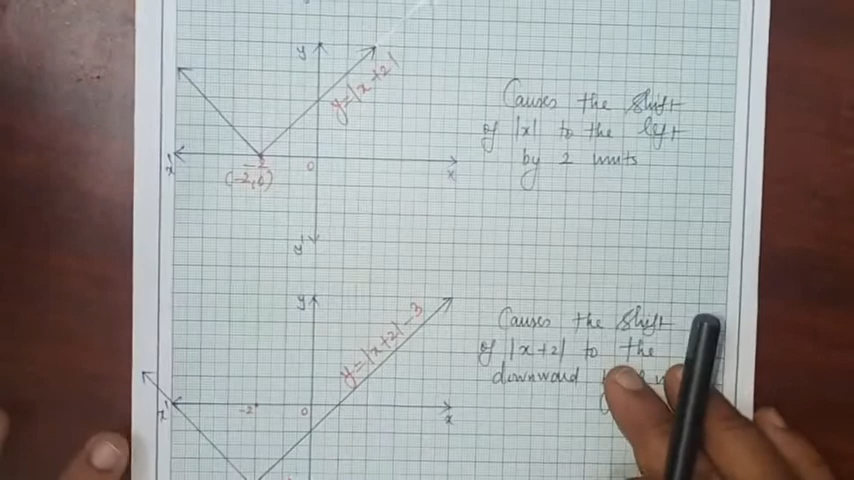 y
y=|x+2|
Causes the shift
of |x| to the left
by 2 units
x'
-2
(-2,0)
0
x
y'
y
y=|x+2|-3
Causes the shift
of |x+2| to the
downward
x'
-2
0
x